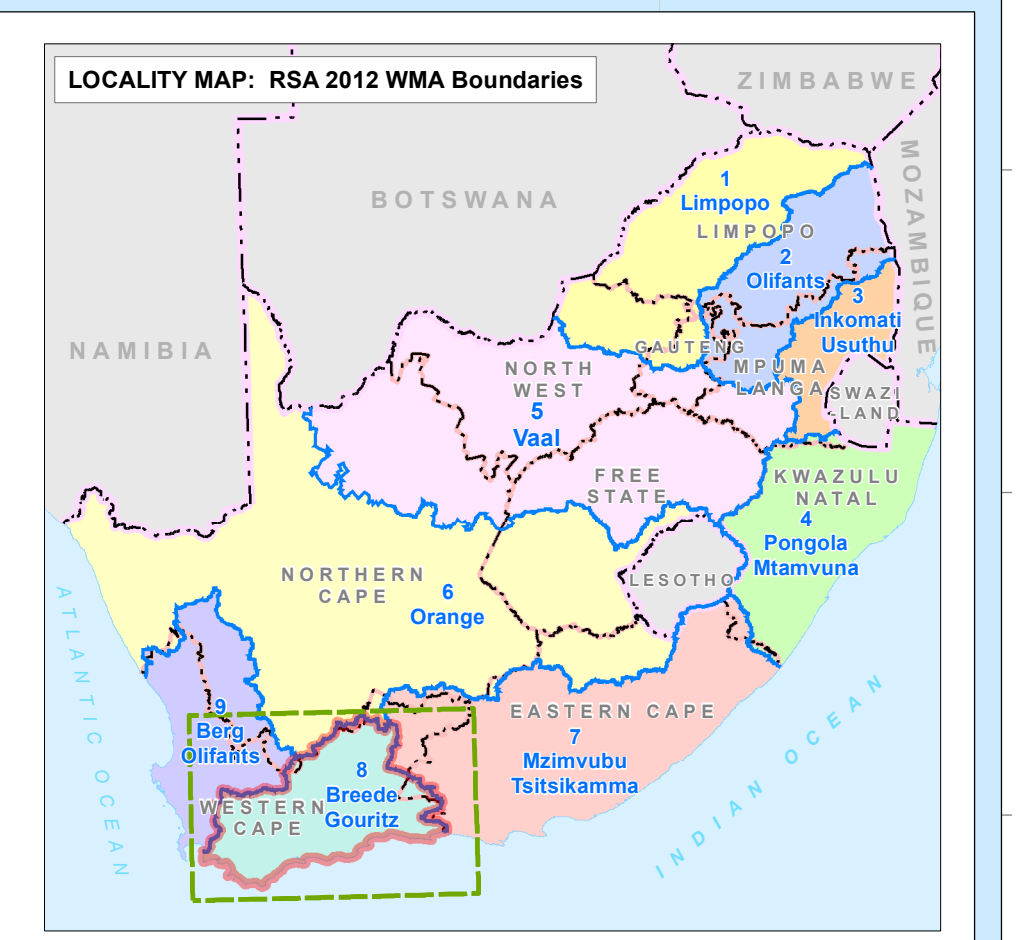 LOCALITY MAP: RSA 2012 WMA Boundaries
ZIMBABWE
MOZAMBIQUE
BOTSWANA
NAMIBIA
1
Limpopo
LIMPOPO
2
Olifants
3
Inkomati
Usuthu
GAUTENG
MPUMA
LANGA
SWAZI
-LAND
NORTH
WEST
5
Vaal
FREE
STATE
KWAZULU
NATAL
4
Pongola
Mtamvuna
LESOTHO
NORTHERN
CAPE
6
Orange
ATLANTIC OCEAN
9
Berg
Olifants
EASTERN CAPE
7
Mzimvubu
Tsitsikamma
8
Breede
Gouritz
WESTERN
CAPE
INDIAN OCEAN